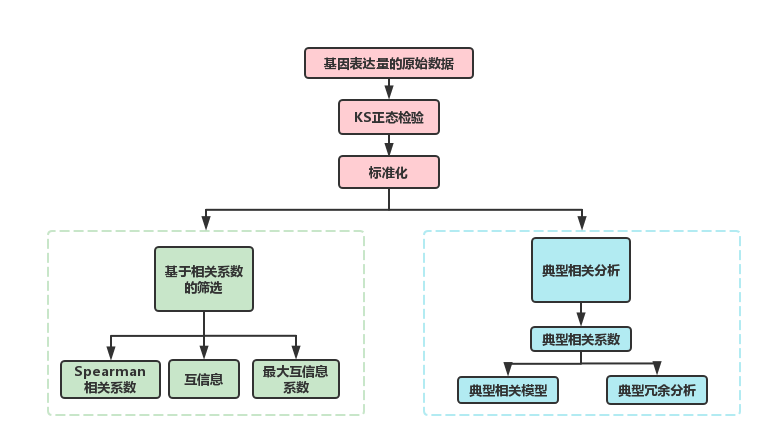 基因表达量的原始数据
KS正态检验
标准化
基于相关系数
的筛选
Spearman
相关系数
互信息
最大互信息
系数
典型相关分析
典型相关系数
典型相关模型
典型冗余分析